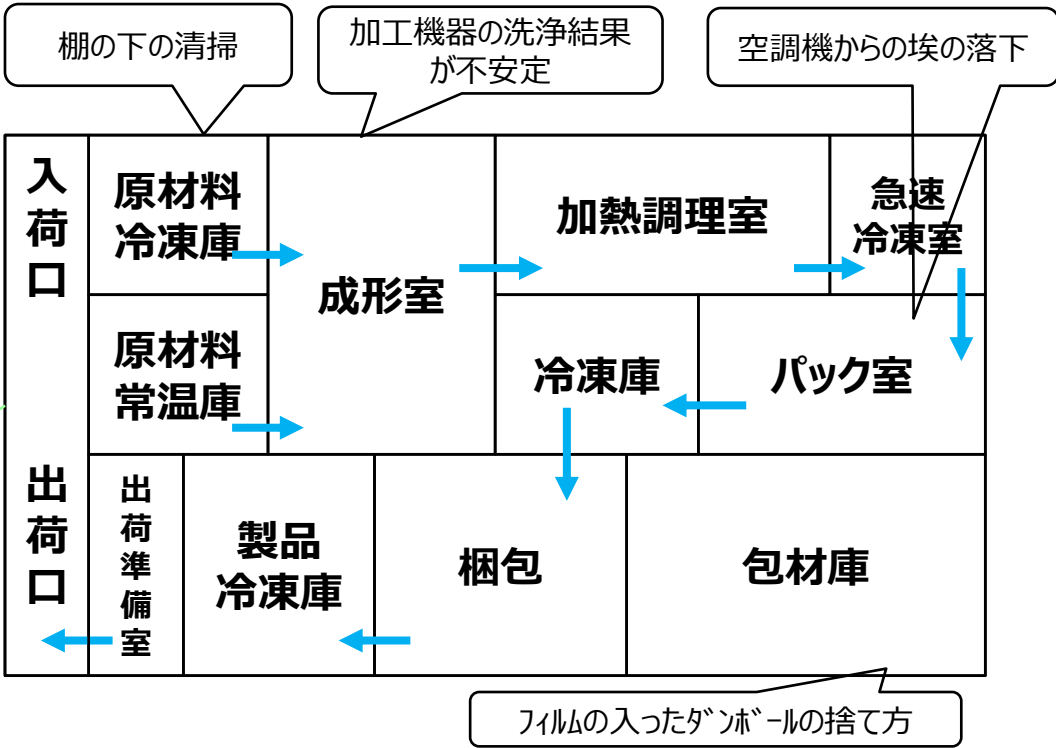 棚の下の清掃
加工機器の洗浄結果
が不安定
空調機からの埃の落下
入荷口
原材料
冷凍庫
成形室
加熱調理室
急速
冷凍室
原材料
常温庫
冷凍庫
パック室
出荷口
出荷準備室
製品
冷凍庫
梱包
包材庫
フィルムの入ったダンボールの捨て方